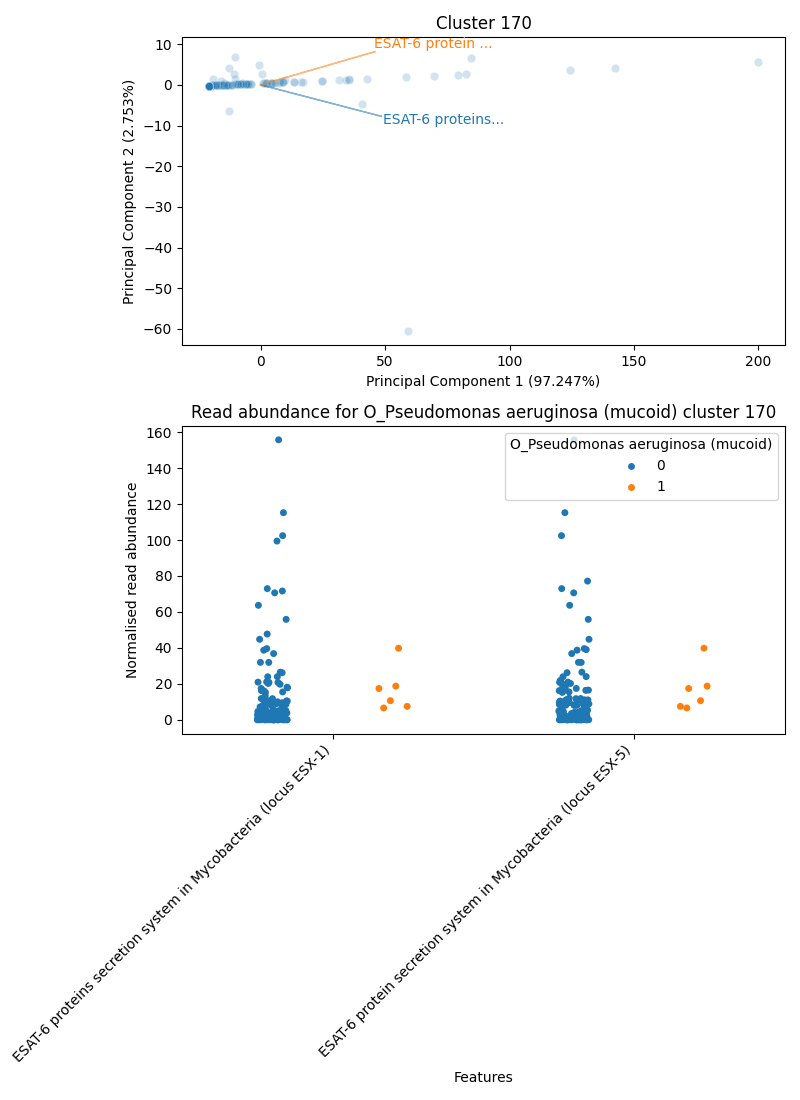 Cluster 170
10
0
−10
−20
−30
−40
−50
−60
Principal Component 2 (2.753%)
ESAT-6 protein ...
ESAT-6 proteins...
0
50
100
150
200
Principal Component 1 (97.247%)
Read abundance for O_Pseudomonas aeruginosa (mucoid) cluster 170
160
140
120
100
80
60
40
20
0
Normalised read abundance
O_Pseudomonas aeruginosa (mucoid)
0
1
ESAT-6 proteins secretion system in Mycobacteria (locus ESX-1)
ESAT-6 protein secretion system in Mycobacteria (locus ESX-5)
Features